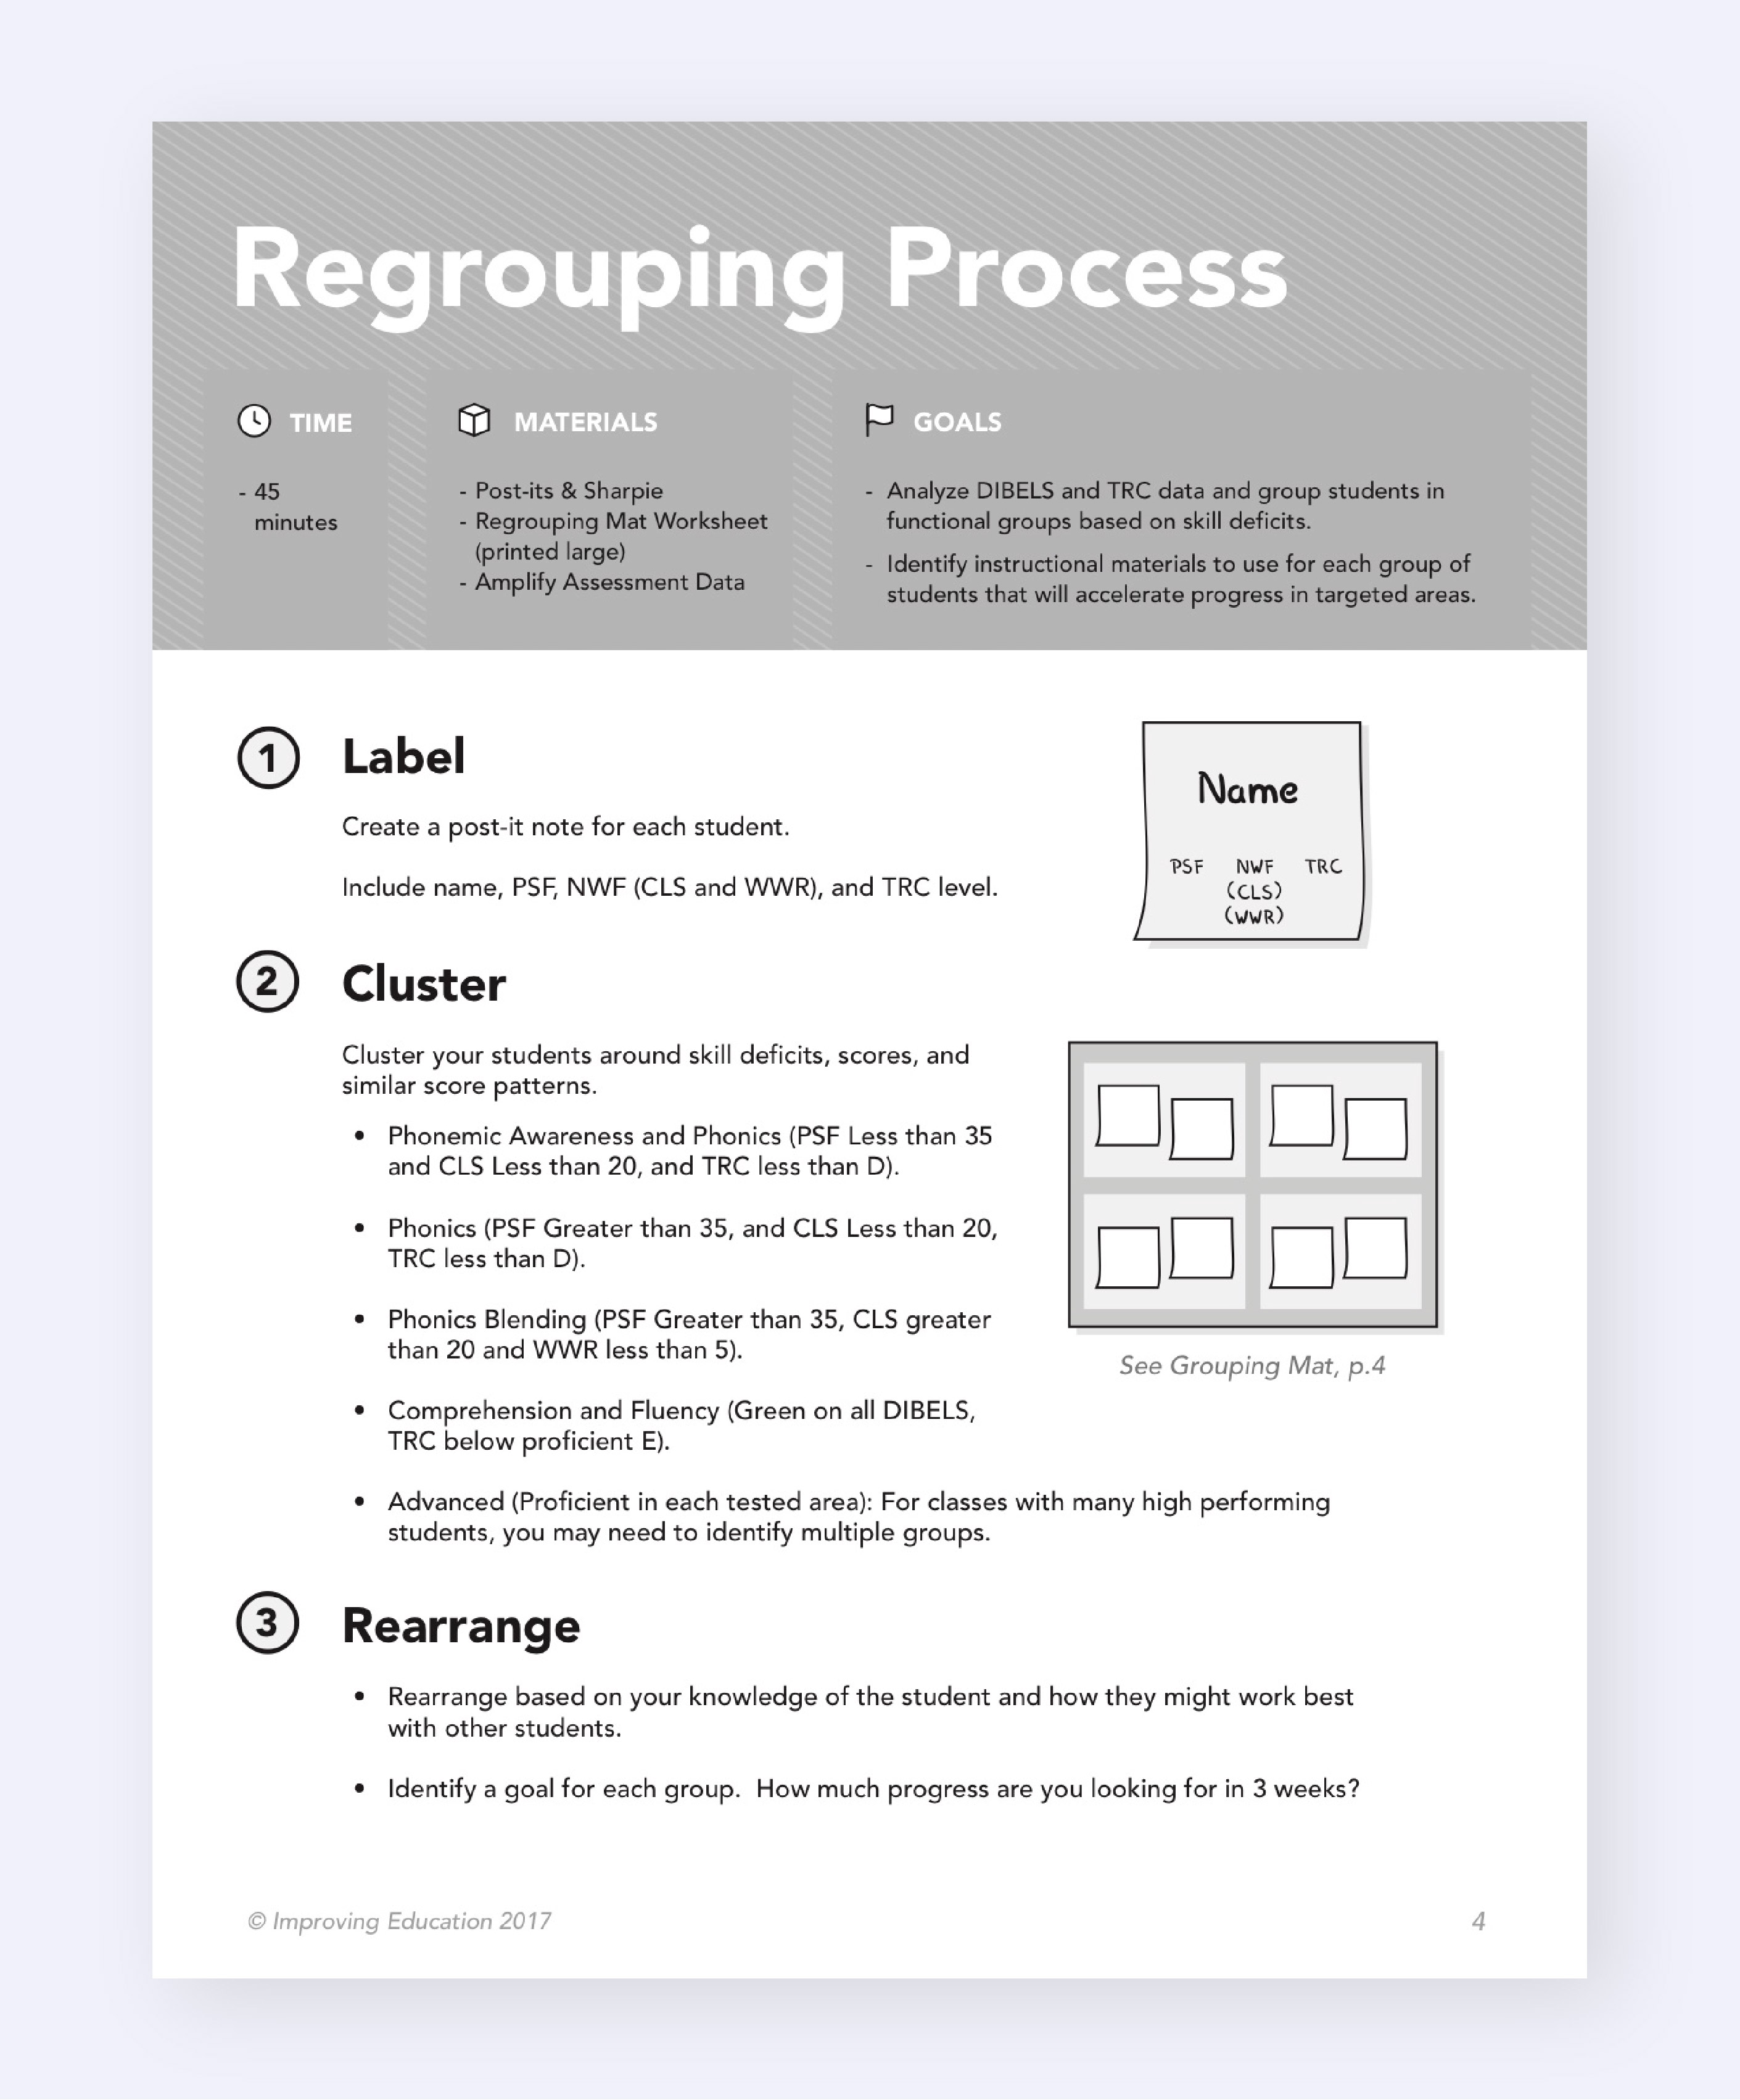 Regrouping Process
TIME
- 45
minutes
MATERIALS
- Post-its & Sharpie
- Regrouping Mat Worksheet
(printed large)
- Amplify Assessment Data
GOALS
- Analyze DIBELS and TRC data and group students in
functional groups based on skill deficits.
- Identify instructional materials to use for each group of
students that will accelerate progress in targeted areas.
1 Label
Create a post-it note for each student.
Include name, PSF, NWF (CLS and WWR), and TRC level.
Name
PSF NWF TRC
(CLS)
(WWR)
2 Cluster
Cluster your students around skill deficits, scores, and
similar score patterns.
• Phonemic Awareness and Phonics (PSF Less than 35
and CLS Less than 20, and TRC less than D).
• Phonics (PSF Greater than 35, and CLS Less than 20,
TRC less than D).
• Phonics Blending (PSF Greater than 35, CLS greater
than 20 and WWR less than 5).
• Comprehension and Fluency (Green on all DIBELS,
TRC below proficient E).
• Advanced (Proficient in each tested area): For classes with many high performing
students, you may need to identify multiple groups.
See Grouping Mat, p.4
3 Rearrange
• Rearrange based on your knowledge of the student and how they might work best
with other students.
• Identify a goal for each group. How much progress are you looking for in 3 weeks?
© Improving Education 2017
4